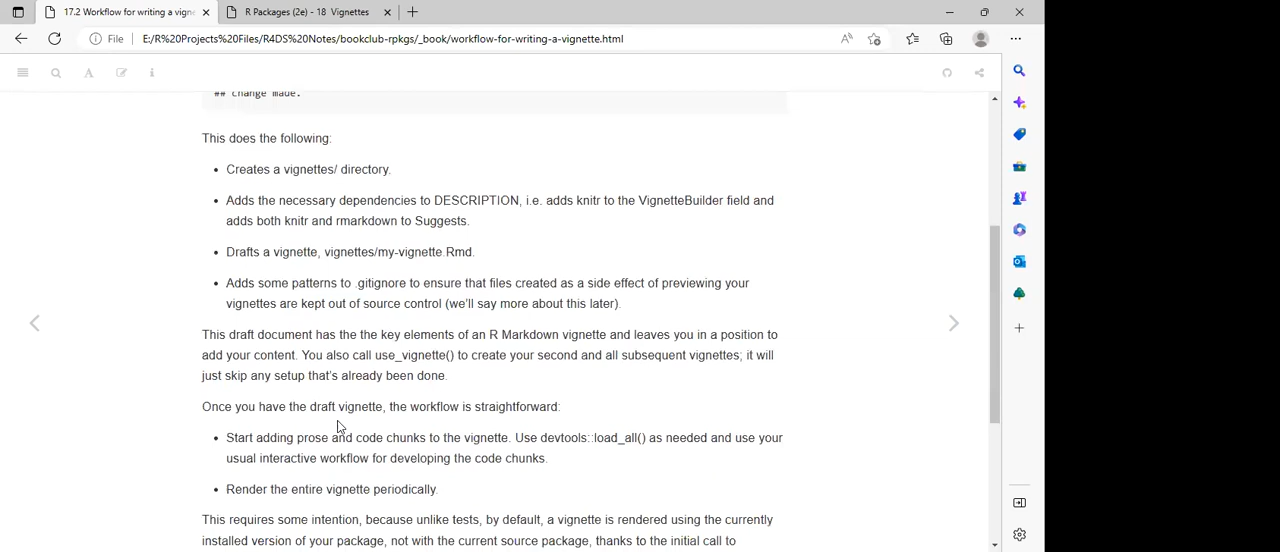 17.2 Workflow for writing a vigne
R Packages (2e) - 18 Vignettes
File
E:/R%20Projects%20Files/R4DS%20Notes/bookclub-rpkgs/_book/workflow-for-writing-a-vignette.html
## change made.
This does the following:
• Creates a vignettes/ directory.
• Adds the necessary dependencies to DESCRIPTION, i.e. adds knitr to the VignetteBuilder field and
adds both knitr and rmarkdown to Suggests.
• Drafts a vignette, vignettes/my-vignette.Rmd.
• Adds some patterns to .gitignore to ensure that files created as a side effect of previewing your
vignettes are kept out of source control (we'll say more about this later).
This draft document has the the key elements of an R Markdown vignette and leaves you in a position to
add your content. You also call use_vignette() to create your second and all subsequent vignettes; it will
just skip any setup that's already been done.
Once you have the draft vignette, the workflow is straightforward:
• Start adding prose and code chunks to the vignette. Use devtools::load_all() as needed and use your
usual interactive workflow for developing the code chunks.
• Render the entire vignette periodically.
This requires some intention, because unlike tests, by default, a vignette is rendered using the currently
installed version of your package, not with the current source package, thanks to the initial call to